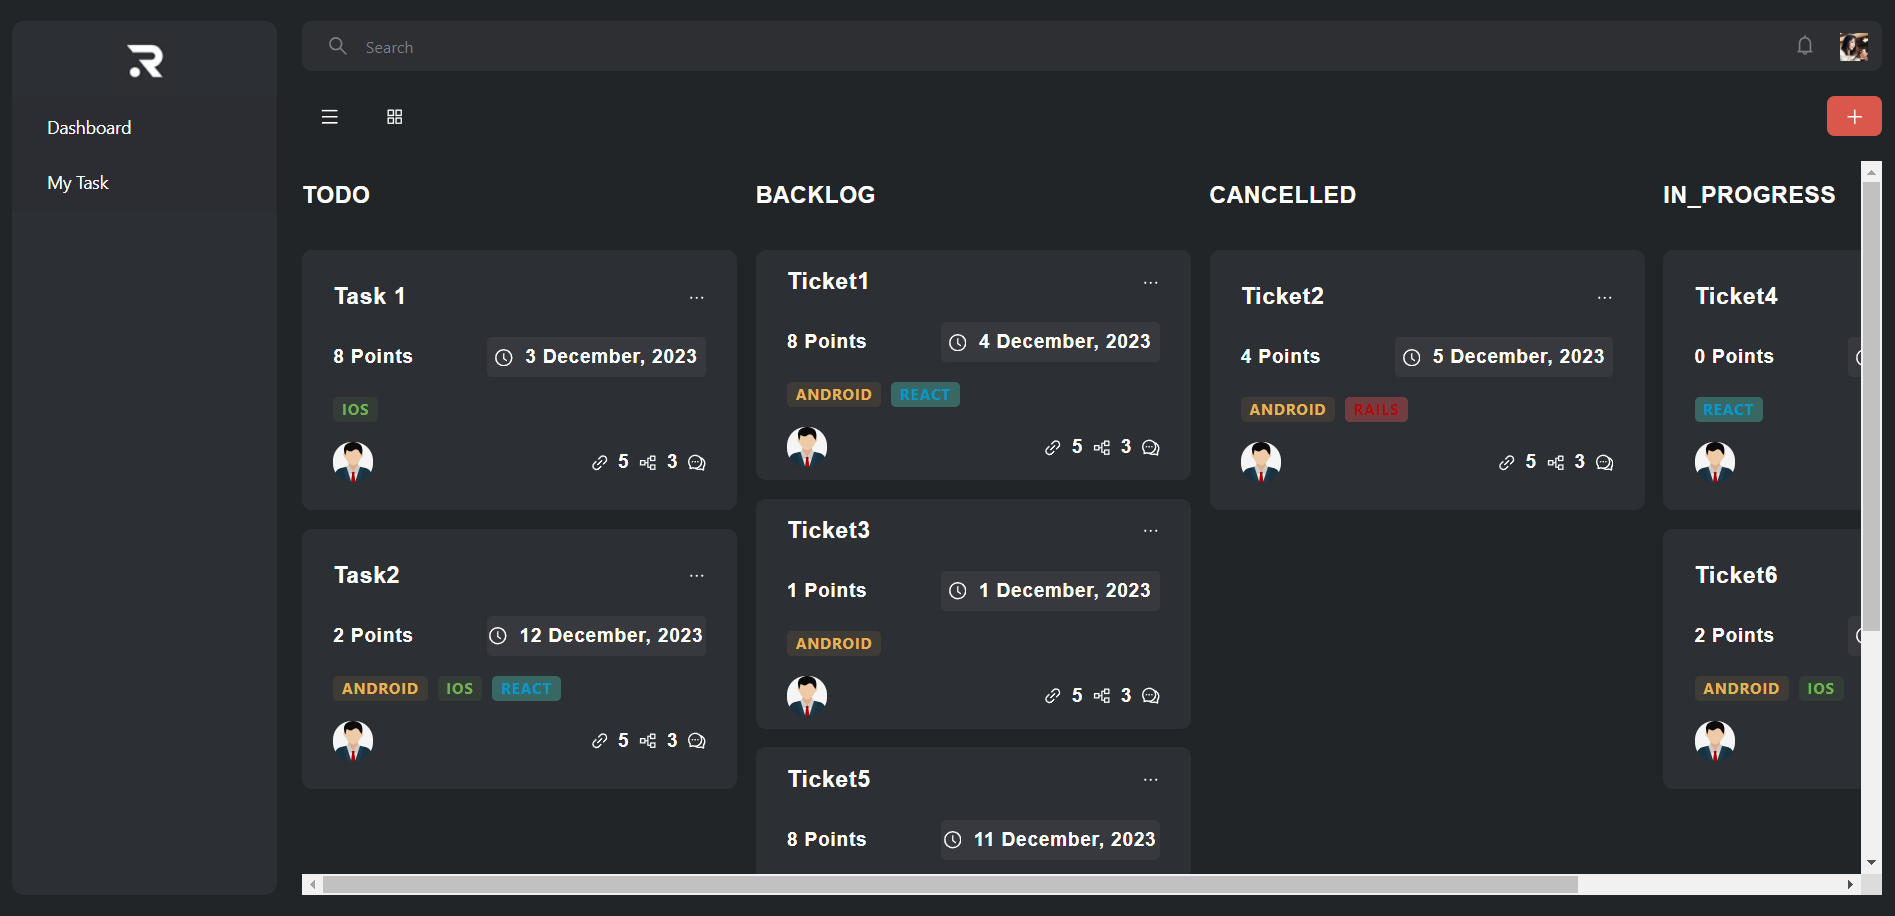 Search
Dashboard
My Task
TODO
Task 1
8 Points
3 December, 2023
IOS
5 3
Task2
2 Points
12 December, 2023
ANDROID IOS REACT
5 3
BACKLOG
Ticket1
8 Points
4 December, 2023
ANDROID REACT
5 3
Ticket3
1 Points
1 December, 2023
ANDROID
5 3
Ticket5
8 Points
11 December, 2023
CANCELLED
Ticket2
4 Points
5 December, 2023
ANDROID RAILS
5 3
IN_PROGRESS
Ticket4
0 Points
REACT
Ticket6
2 Points
ANDROID IOS